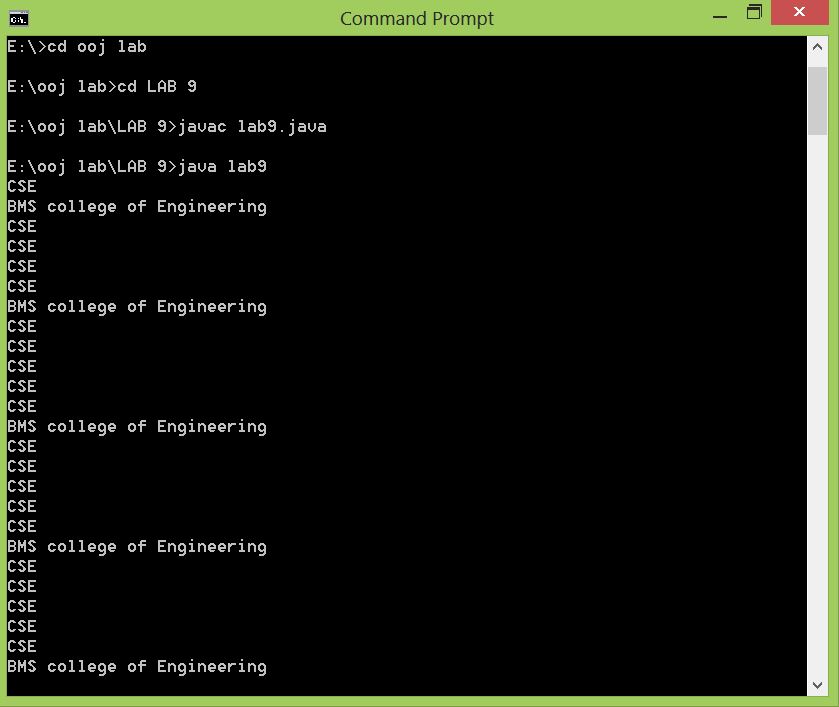 Command Prompt
E:\>cd ooj lab
E:\ooj lab>cd LAB 9
E:\ooj lab\LAB 9>javac lab9.java
E:\ooj lab\LAB 9>java lab9
CSE
BMS college of Engineering
CSE
CSE
CSE
CSE
BMS college of Engineering
CSE
CSE
CSE
CSE
CSE
BMS college of Engineering
CSE
CSE
CSE
CSE
CSE
BMS college of Engineering
CSE
CSE
CSE
CSE
CSE
BMS college of Engineering